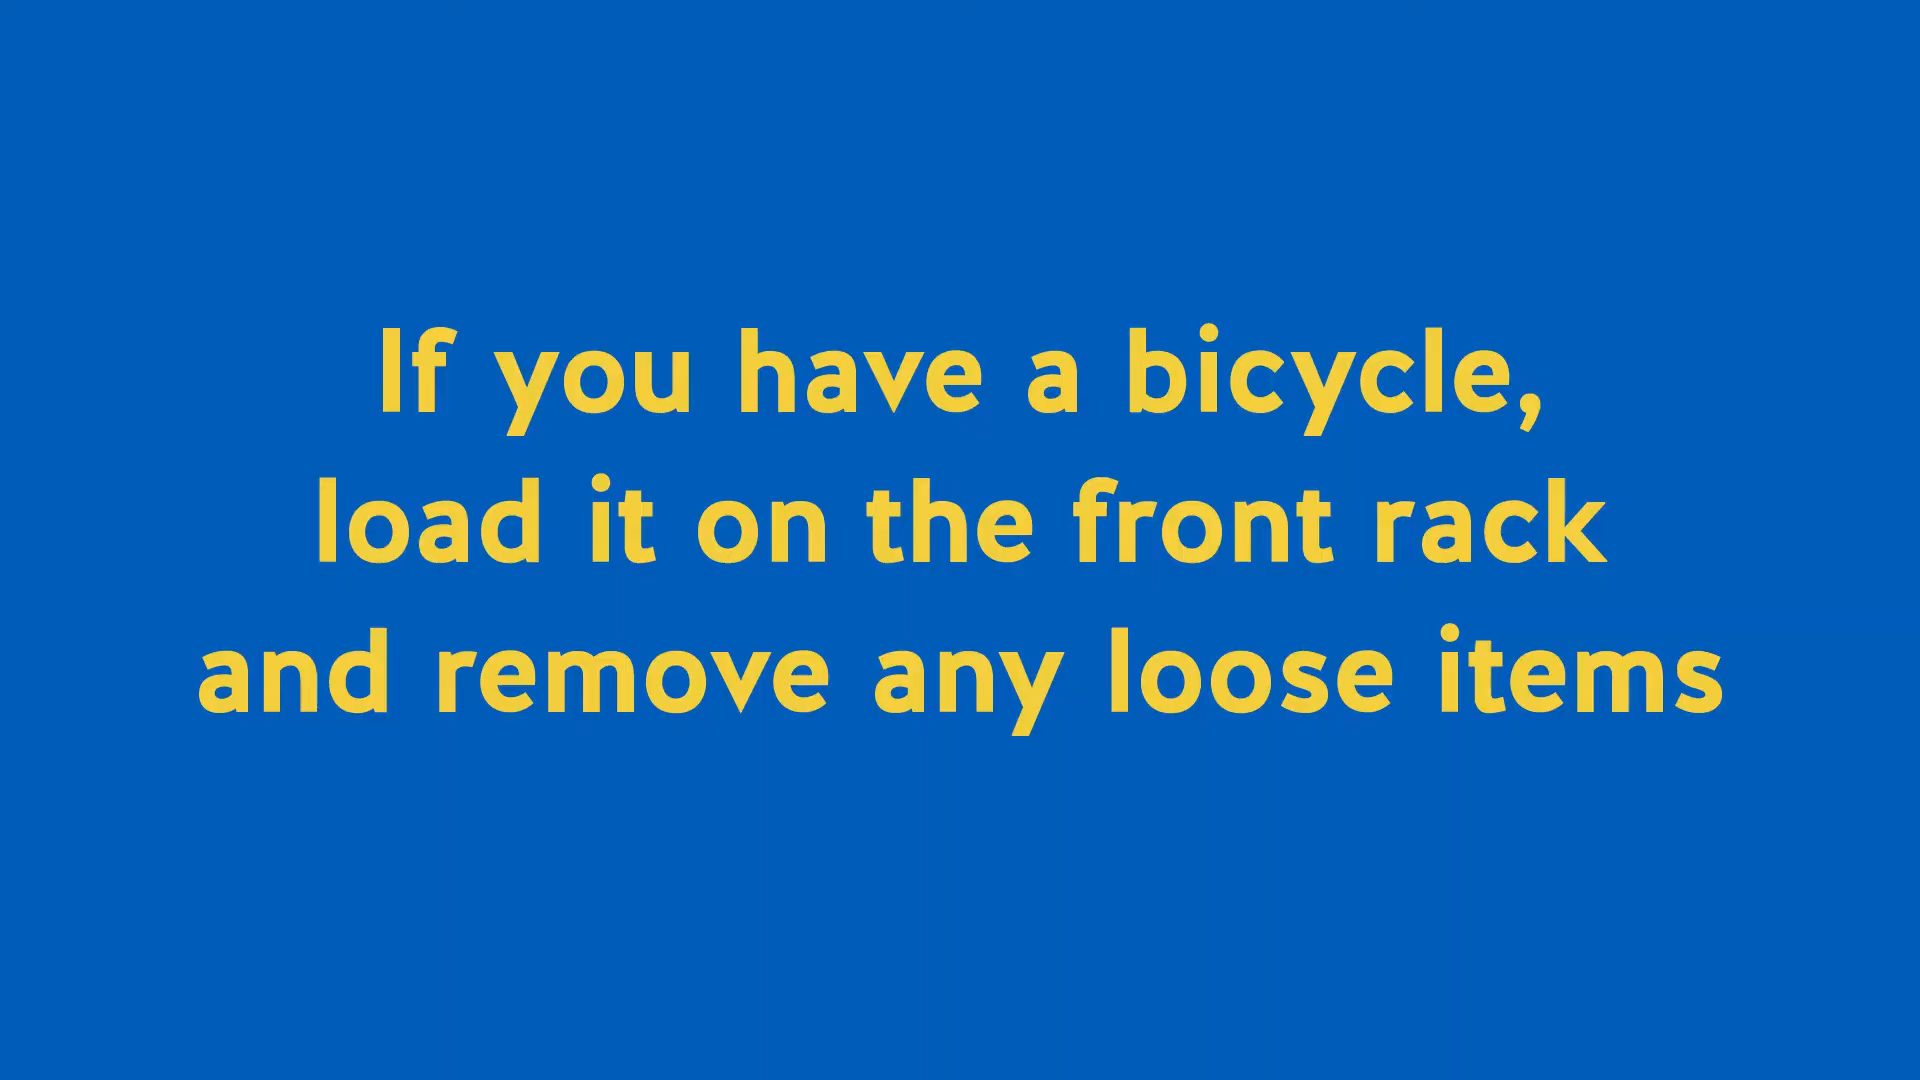 If you have a bicycle,
load it on the front rack
and remove any loose items